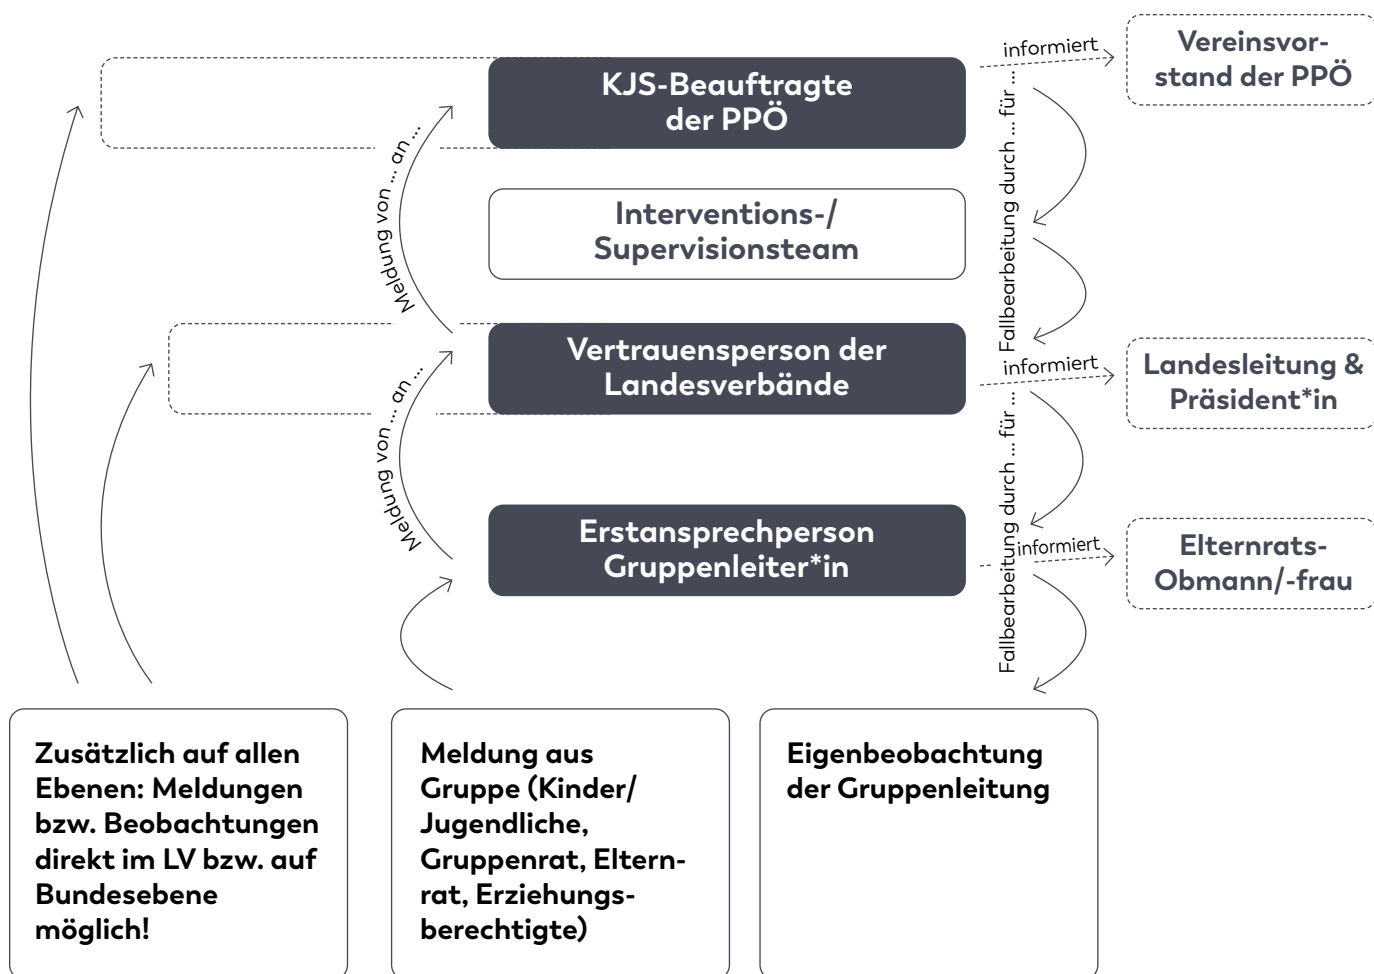 informiert
Vereinsvor-
stand der PPÖ
KJS-Beauftragte
der PPÖ
Meldung von ... an ...
Fallbearbeitung durch ... für ...
Interventions-/
Supervisionsteam
Vertrauensperson der
Landesverbände
informiert
Landesleitung &
Präsident*in
Meldung von ... an ...
Fallbearbeitung durch ... für ...
Erstansprechperson
Gruppenleiter*in
informiert
Elternrats-
Obmann/-frau
Zusätzlich auf allen
Ebenen: Meldungen
bzw. Beobachtungen
direkt im LV bzw. auf
Bundesebene
möglich!
Meldung aus
Gruppe (Kinder/
Jugendliche,
Gruppenrat, Eltern-
rat, Erziehungs-
berechtigte)
Eigenbeobachtung
der Gruppenleitung